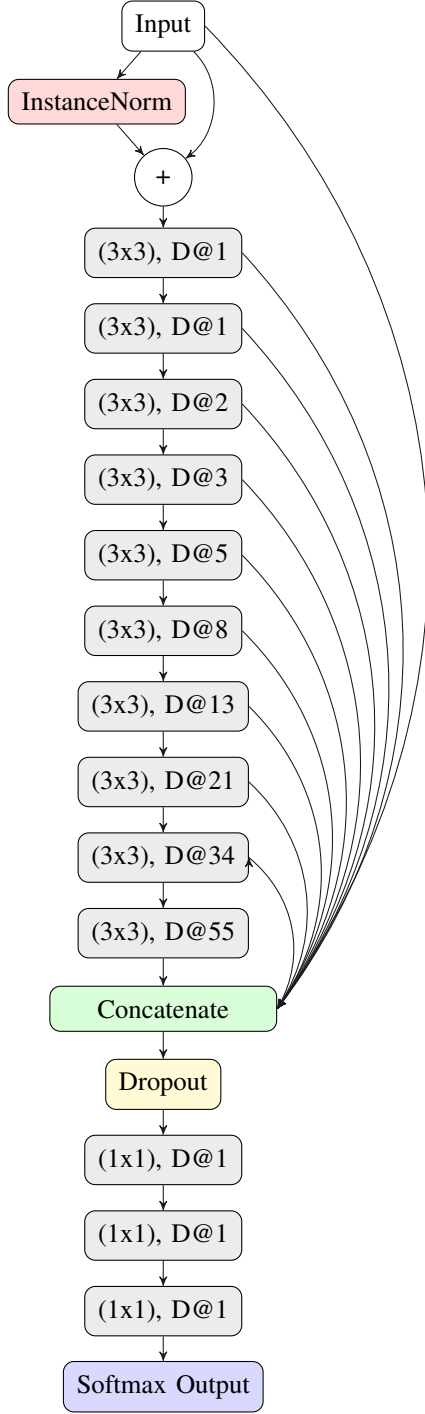 Input
InstanceNorm
+
(3x3), D@1
(3x3), D@1
(3x3), D@2
(3x3), D@3
(3x3), D@5
(3x3), D@8
(3x3), D@13
(3x3), D@21
(3x3), D@34
(3x3), D@55
Concatenate
Dropout
(1x1), D@1
(1x1), D@1
(1x1), D@1
Softmax Output